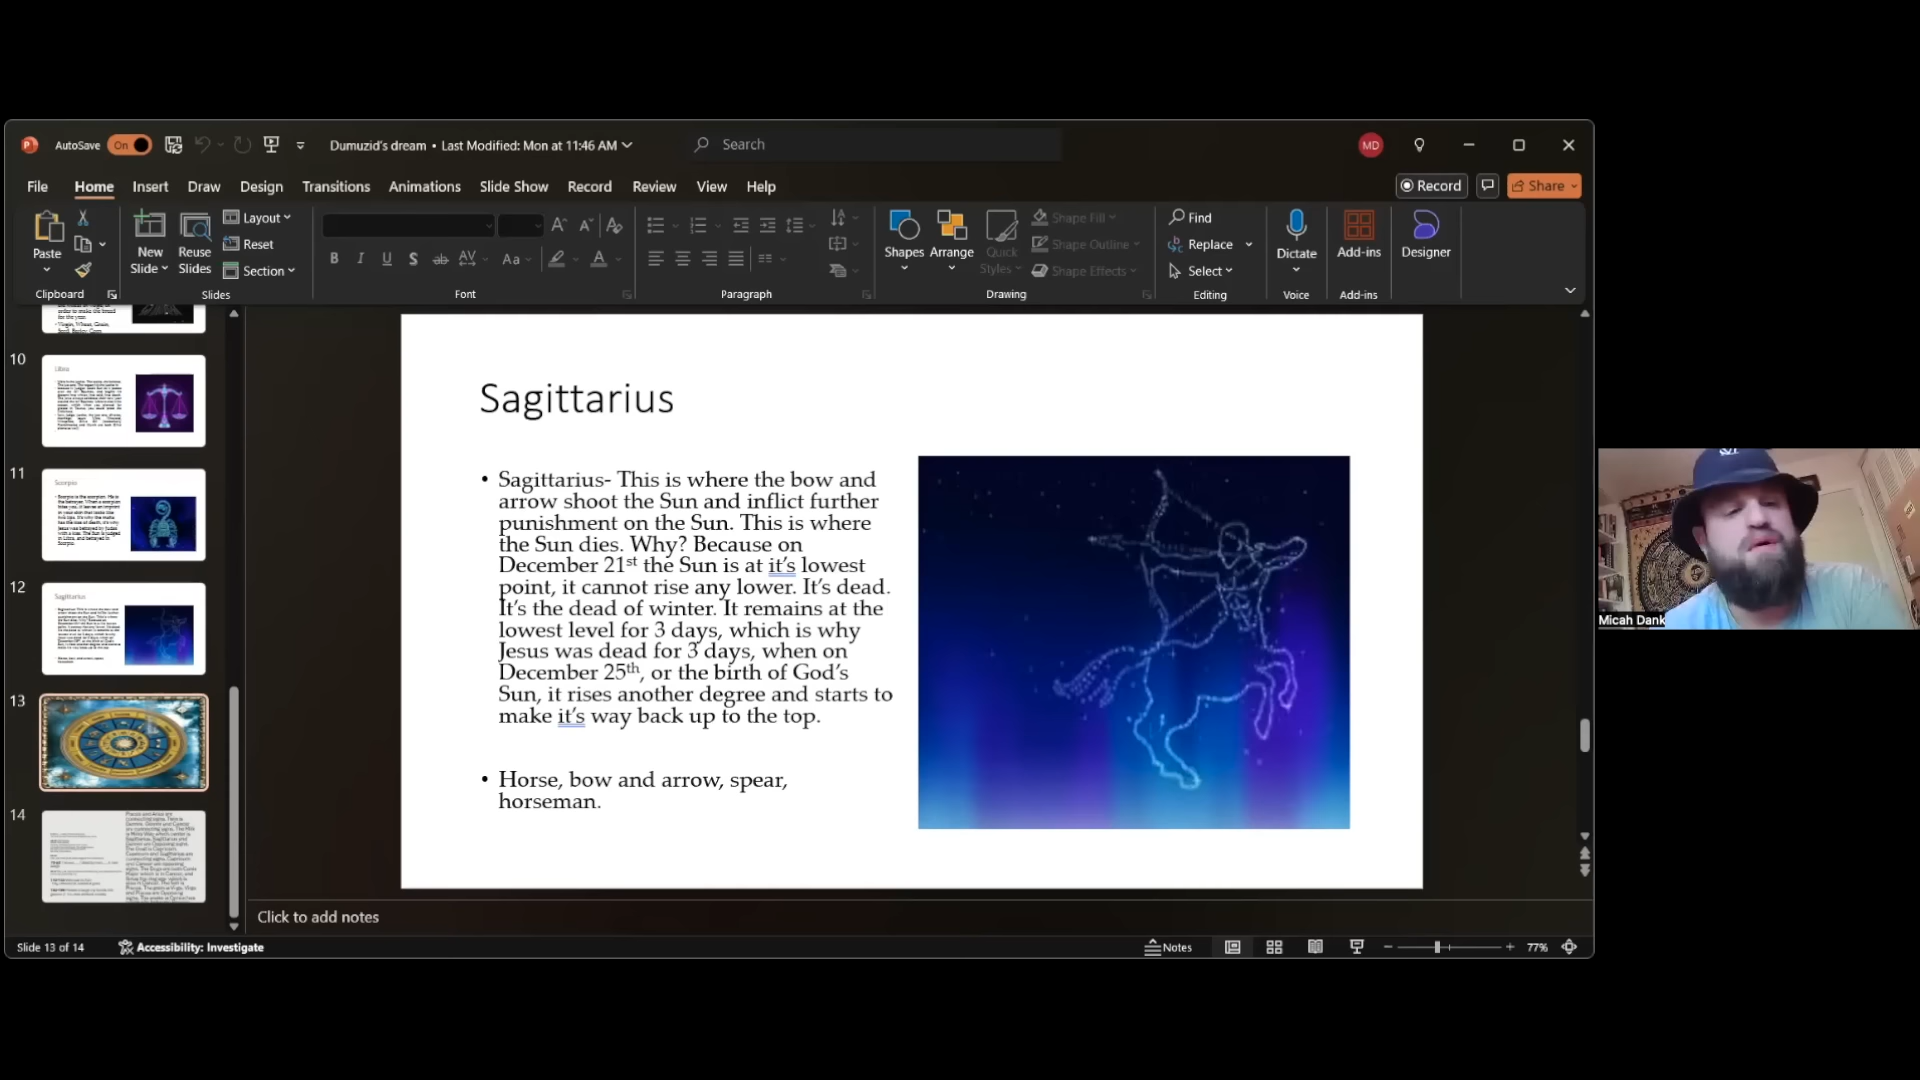 AutoSave On Dumuzid's dream • Last Modified: Mon at 11:46 AM Search MD
File Home Insert Draw Design Transitions Animations Slide Show Record Review View Help Record Share
Paste
Clipboard
New
Slide
Reuse
Slides
Layout
Reset
Section
Slides
B I U S ab AV Aa A
Font
Paragraph
Shapes
Arrange
Quick
Styles
Shape Fill
Shape Outline
Shape Effects
Drawing
Find
Replace
Select
Editing
Dictate
Voice
Add-ins
Add-ins
Designer
10
Libra
11
Scorpio
12
Sagittarius
13
14
Sagittarius
• Sagittarius- This is where the bow and
arrow shoot the Sun and inflict further
punishment on the Sun. This is where
the Sun dies. Why? Because on
December 21st the Sun is at it's lowest
point, it cannot rise any lower. It's dead.
It's the dead of winter. It remains at the
lowest level for 3 days, which is why
Jesus was dead for 3 days, when on
December 25th, or the birth of God's
Sun, it rises another degree and starts to
make it's way back up to the top.
• Horse, bow and arrow, spear,
horseman.
Micah Dank
Click to add notes
Slide 13 of 14 Accessibility: Investigate Notes 77%